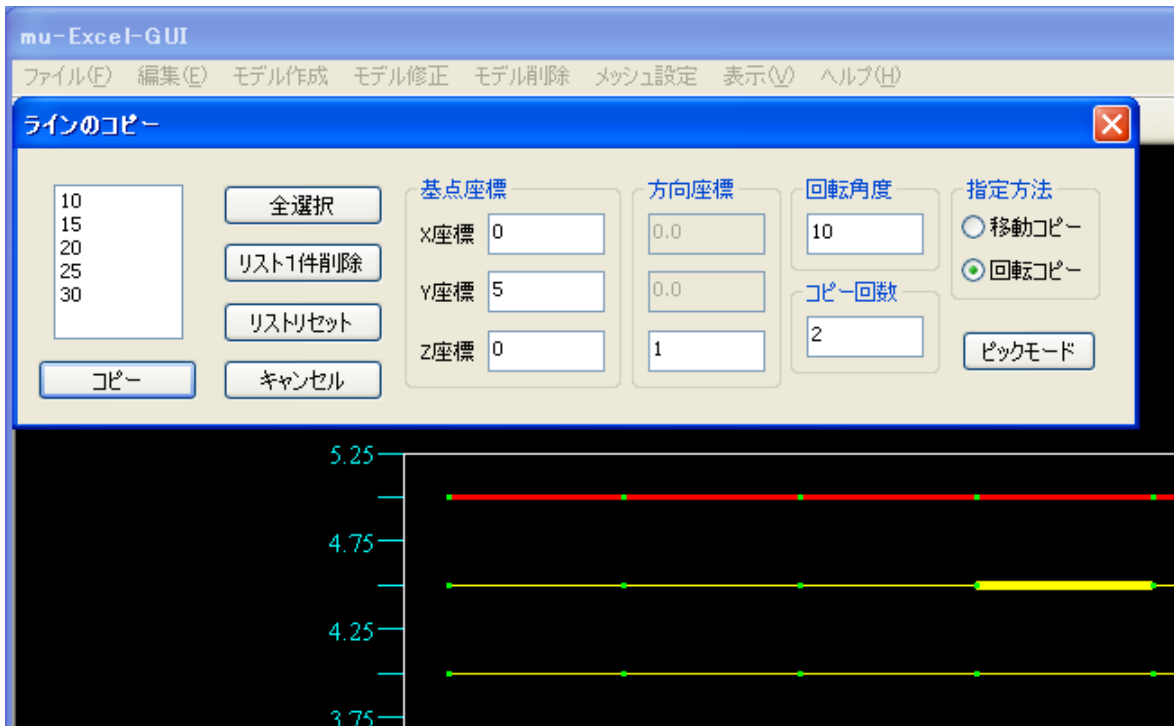 mu-Excel-GUI
ファイル(F) 編集(E) モデル作成 モデル修正 モデル削除 メッシュ設定 表示(V) ヘルプ(H)
ラインのコピー
10
15
20
25
30
コピー
全選択
リスト1件削除
リストリセット
キャンセル
基点座標
X座標 0
Y座標 5
Z座標 0
方向座標
0.0
0.0
1
回転角度
10
コピー回数
2
指定方法
移動コピー
回転コピー
ピックモード
5.25
4.75
4.25
3.75